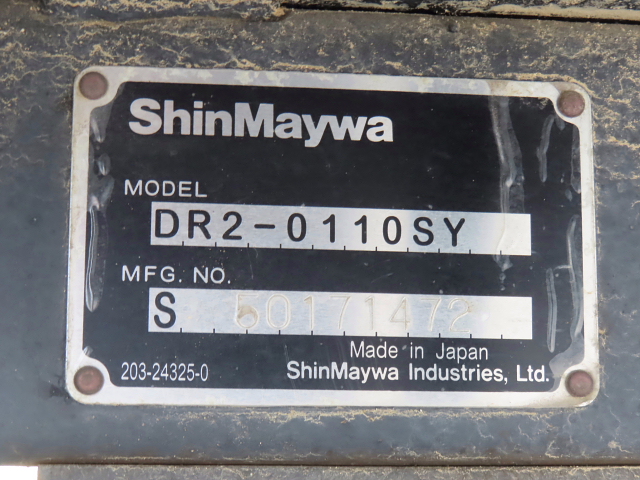 ShinMaywa
MODEL
DR2-0110SY
MFG. NO.
S 50171472
Made in Japan
203-24325-0
ShinMaywa Industries, Ltd.